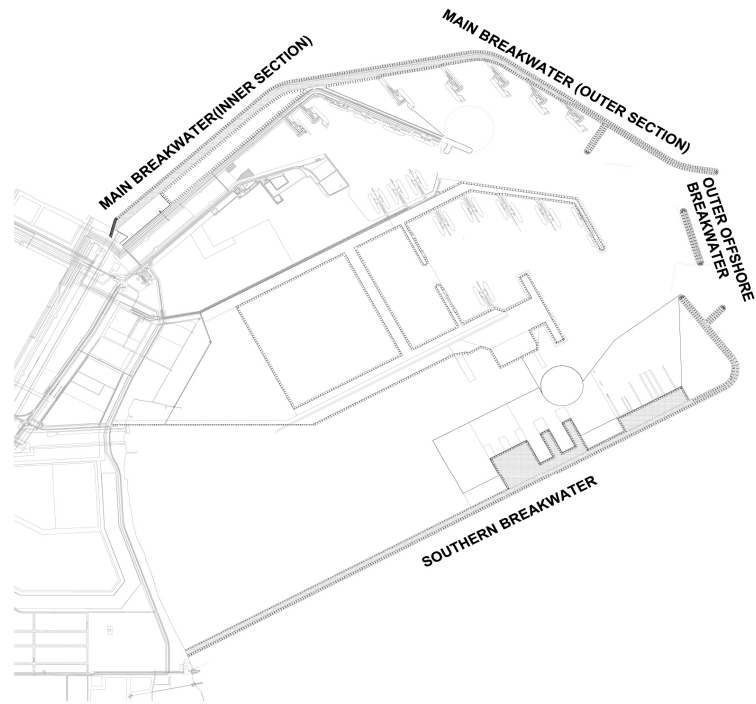 MAIN BREAKWATER (OUTER SECTION)
MAIN BREAKWATER(INNER SECTION)
OUTER OFFSHORE
BREAKWATER
SOUTHERN BREAKWATER